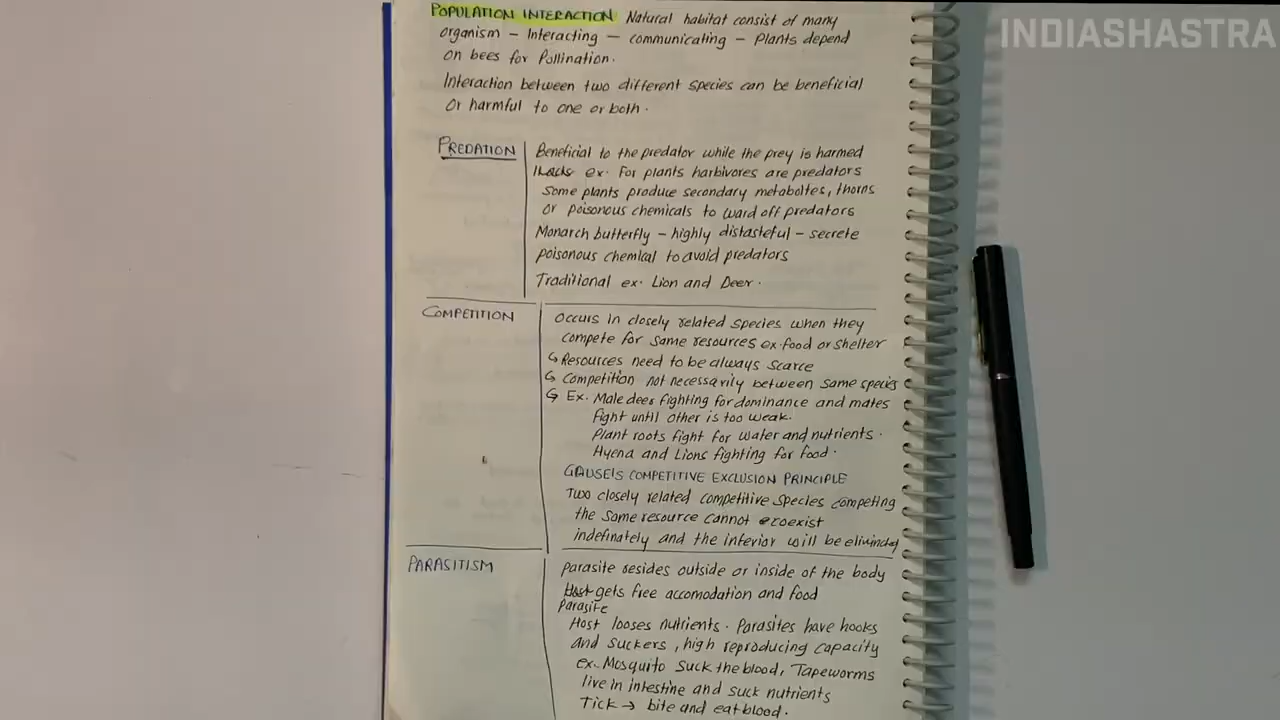 INDIASHASTRA
POPULATION INTERACTION Natural habitat consist of many
organism - Interacting - communicating - Plants depend
on bees for Pollination.
Interaction between two different species can be beneficial
or harmful to one or both.
PREDATION
Beneficial to the predator while the prey is harmed
ex. For plants harbivores are predators
some plants produce secondary metaboltes, thorns
or poisonous chemicals to ward off predators
Monarch butterfly - highly distasteful - secrete
poisonous chemical to avoid predators
Traditional ex. Lion and Deer.
COMPETITION
occurs in closely related species when they
compete for same resources ex.food or shelter
↳ Resources need to be always scarce
↳ Competition not necessarily between same species
↳ Ex. Male deer fighting for dominance and mates
fight until other is too weak.
Plant roots fight for water and nutrients.
Hyena and Lions fighting for food.
GAUSE'S COMPETITIVE EXCLUSION PRINCIPLE
Two closely related competitive species competing
the same resource cannot coexist
indefinately and the inferior will be
PARASITISM
Parasite resides outside or inside of the body
gets free accomodation and food
Parasite
Host looses nutrients. Parasites have hooks
and suckers, high reproducing capacity
ex. Mosquito suck the blood, Tapeworms
live in intestine and suck nutrients
Tick → bite and eat blood.